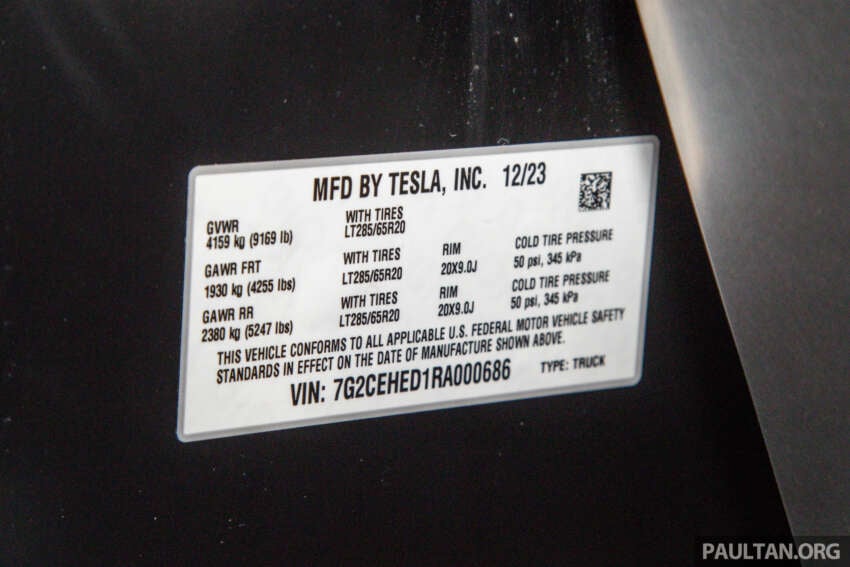 MFD BY TESLA, INC. 12/23
GVWR
4159 kg (9169 lb)
WITH TIRES
LT285/65R20
GAWR FRT
1930 kg (4255 lbs)
WITH TIRES
LT285/65R20
RIM
20X9.0J
COLD TIRE PRESSURE
50 psi, 345 kPa
GAWR RR
2380 kg (5247 lbs)
WITH TIRES
LT285/65R20
RIM
20X9.0J
COLD TIRE PRESSURE
50 psi, 345 kPa
THIS VEHICLE CONFORMS TO ALL APPLICABLE U.S. FEDERAL MOTOR VEHICLE SAFETY
STANDARDS IN EFFECT ON THE DATE OF MANUFACTURE SHOWN ABOVE.
VIN: 7G2CEHED1RA000686 TYPE: TRUCK
PAULTAN.ORG